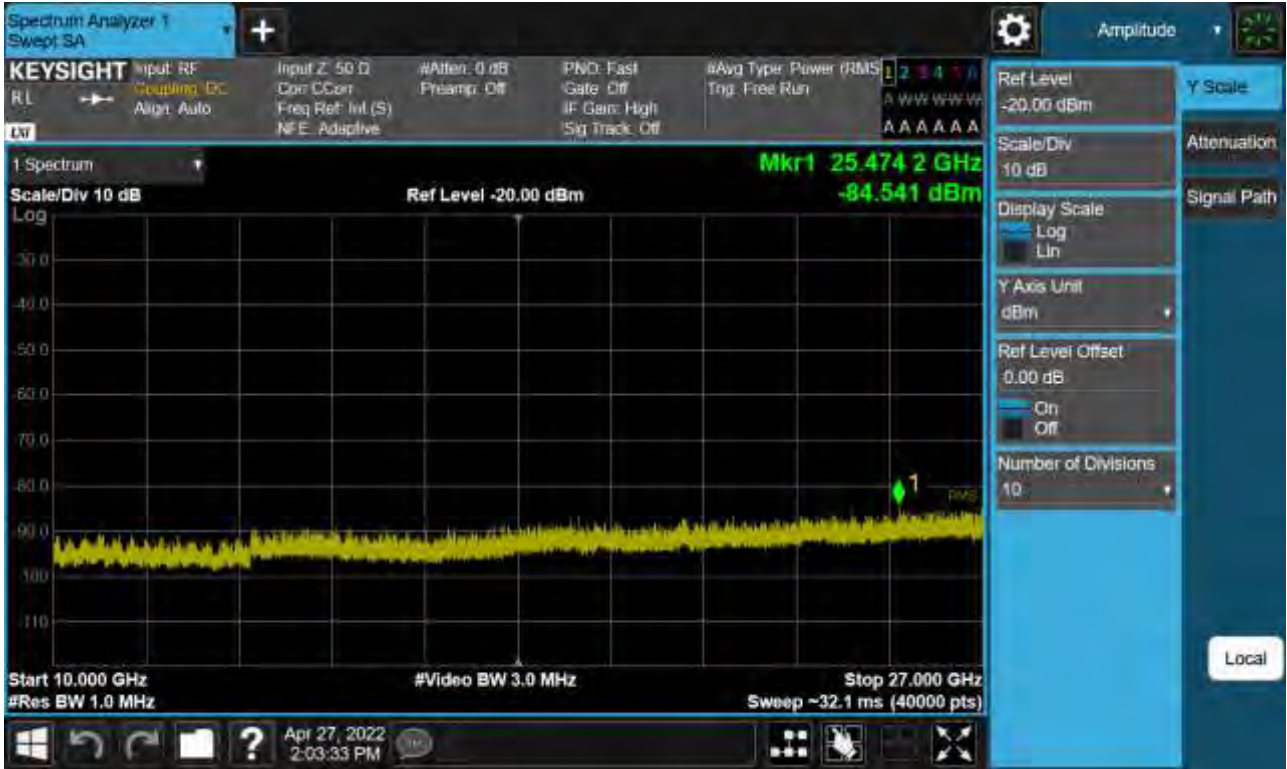 Spectrum Analyzer 1
Swept SA
+
Amplitude
KEYSIGHT
RL
LXI
Input: RF
Coupling: DC
Align: Auto
Input Z: 50 Ω
Corr CCorr
Freq Ref: Int (S)
NFE: Adaptive
#Atten: 0 dB
Preamp: Off
PNO: Fast
Gate: Off
IF Gain: High
Sig Track: Off
#Avg Type: Power (RMS
Trig: Free Run
1 2 3 4 5 6
A W W W W W
A A A A A A
1 Spectrum
Scale/Div 10 dB
Ref Level -20.00 dBm
Mkr1 25.474 2 GHz
-84.541 dBm
Log
-30.0
-40.0
-50.0
-60.0
-70.0
-80.0
-90.0
-100
-110
1
RMS
Start 10.000 GHz
#Res BW 1.0 MHz
#Video BW 3.0 MHz
Stop 27.000 GHz
Sweep ~32.1 ms (40000 pts)
Ref Level
-20.00 dBm
Scale/Div
10 dB
Display Scale
Log
Lin
Y Axis Unit
dBm
Ref Level Offset
0.00 dB
On
Off
Number of Divisions
10
Y Scale
Attenuation
Signal Path
Local
?
Apr 27, 2022
2:03:33 PM